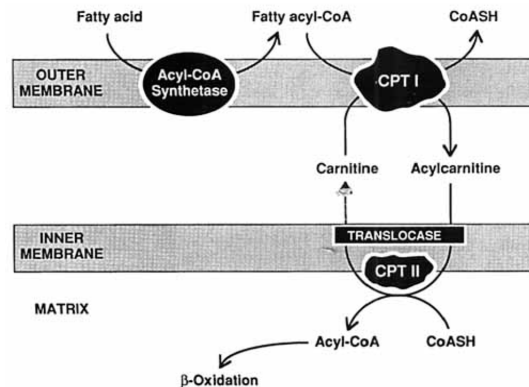 Fatty acid
Fatty acyl-CoA
CoASH
OUTER
MEMBRANE
Acyl-CoA
Synthetase
CPT I
Carnitine
Acylcarnitine
INNER
MEMBRANE
TRANSLOCASE
CPT II
MATRIX
Acyl-CoA
CoASH
β-Oxidation